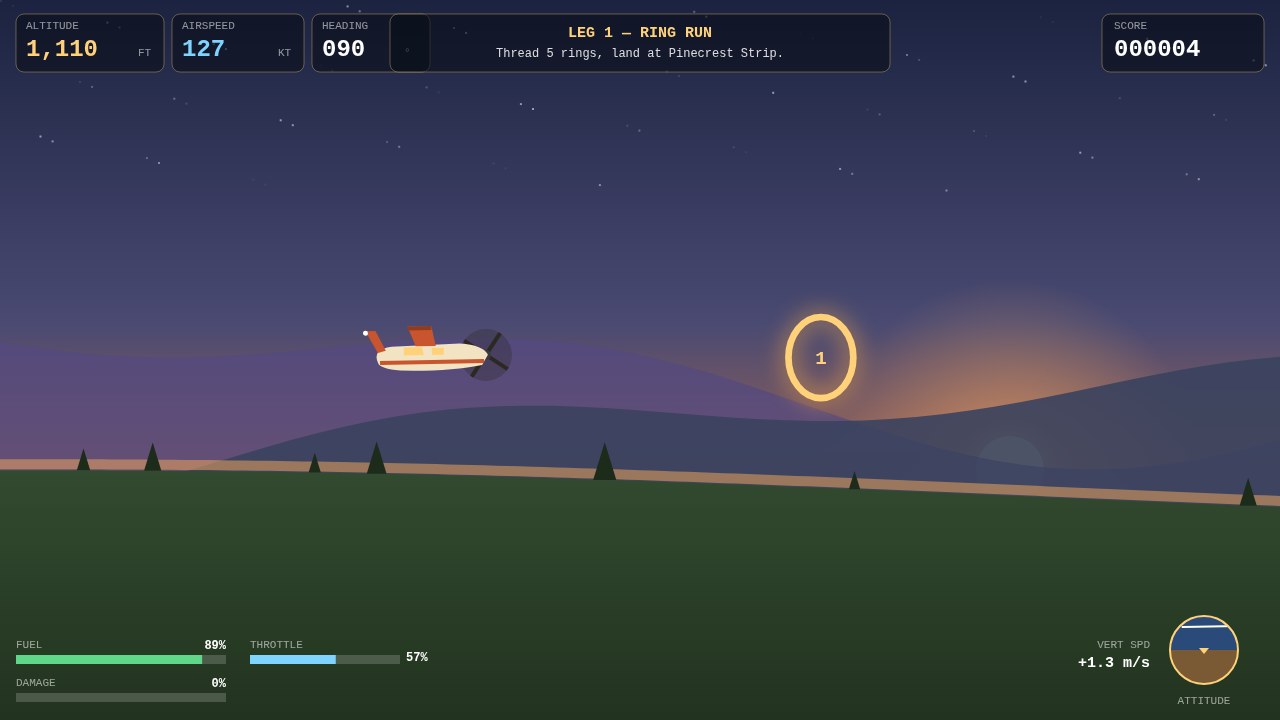 ALTITUDE
1,110 FT
AIRSPEED
127 KT
HEADING
090 °
LEG 1 — RING RUN
Thread 5 rings, land at Pinecrest Strip.
SCORE
000004
1
FUEL 89%
THROTTLE 57%
DAMAGE 0%
VERT SPD
+1.3 m/s
ATTITUDE